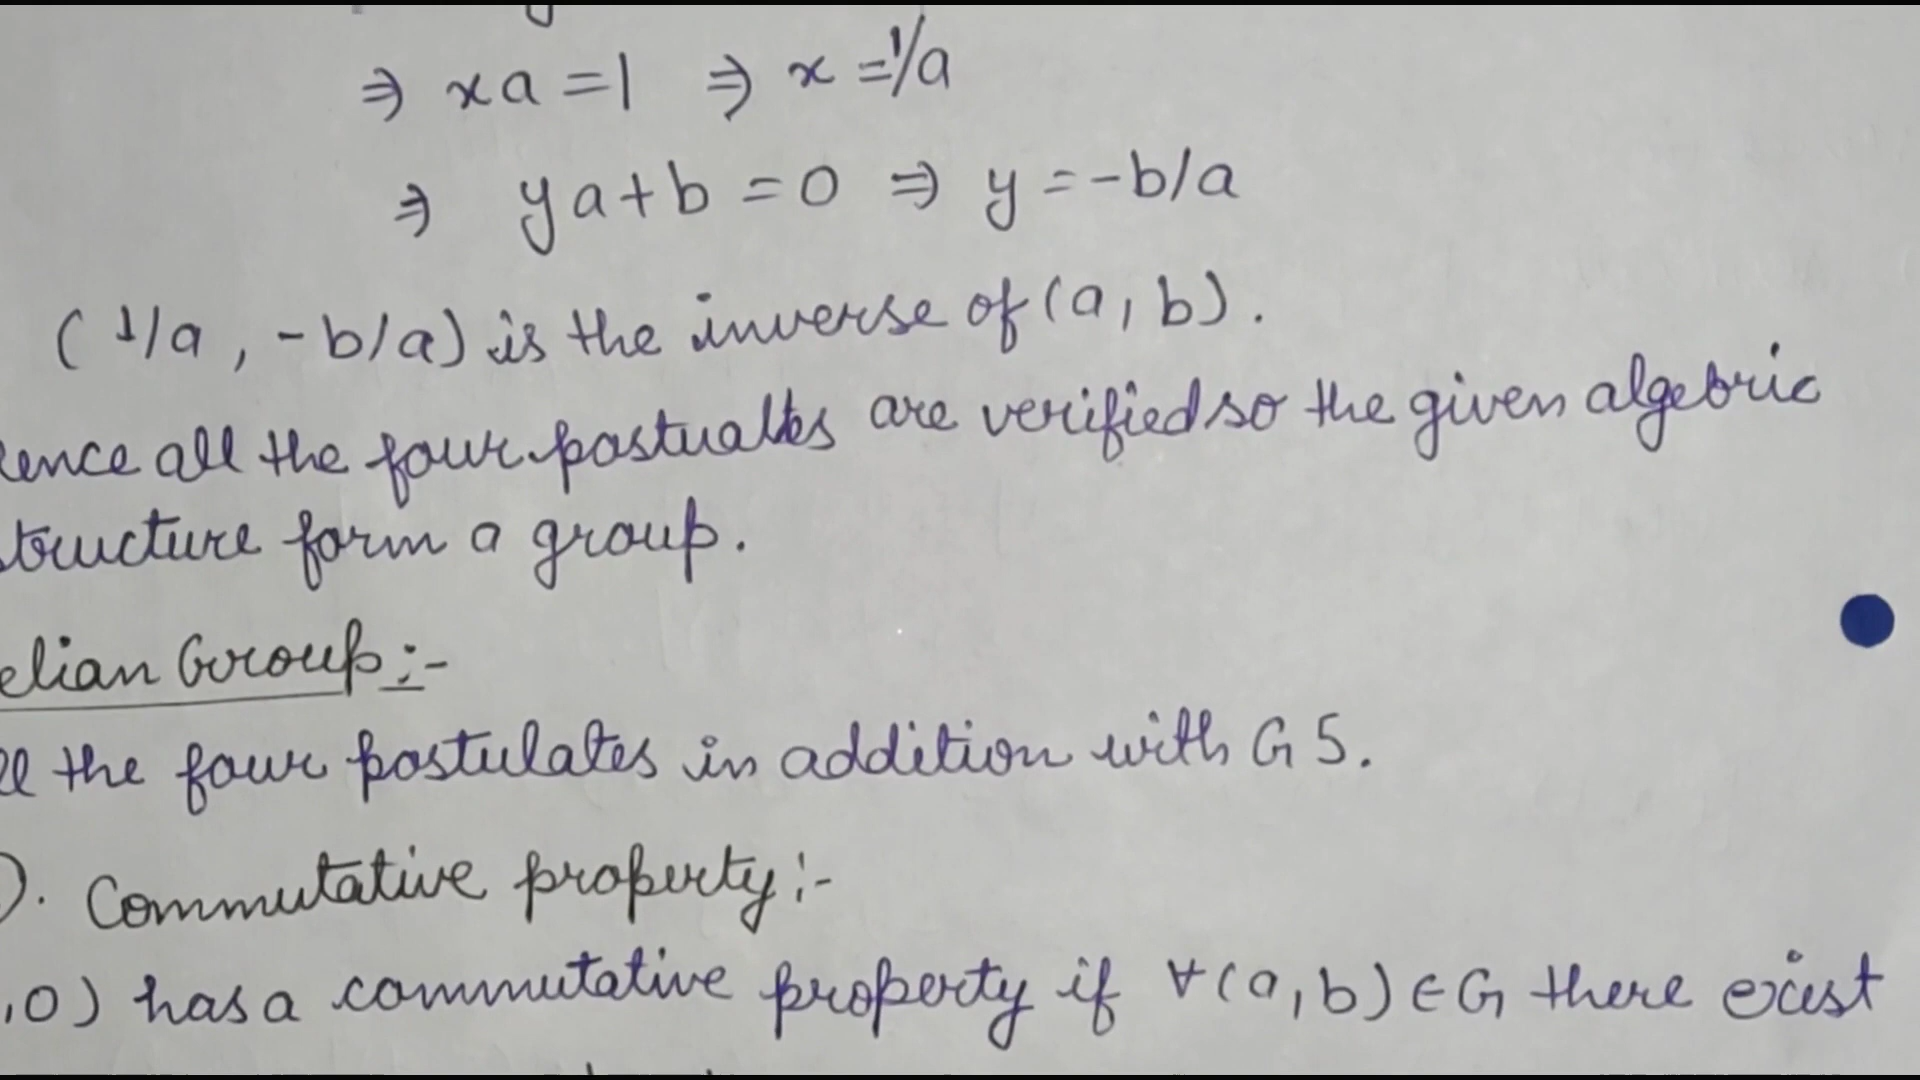 ⇒ xa = 1 ⇒ x = 1/a
⇒ ya + b = 0 ⇒ y = -b/a
(1/a, -b/a) is the inverse of (a, b).
ence all the four postualtes are verified so the given algebric
structure form a group.
elian Group :-
ll the four postulates in addition with G5.
). Commutative property :-
,0) has a commutative property if ∀(a,b) ∈ G there exist